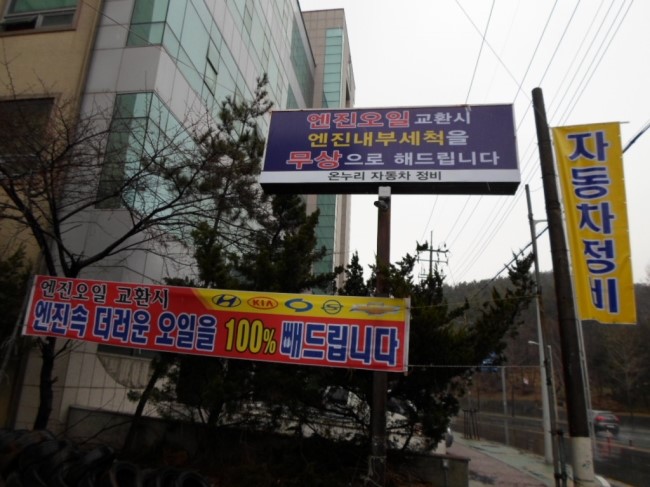 엔진오일 교환시
엔진내부세척을
무상으로 해드립니다
온누리 자동차 정비
자동차정비
엔진오일 교환시
KIA
엔진속 더러운 오일을 100% 빼드립니다